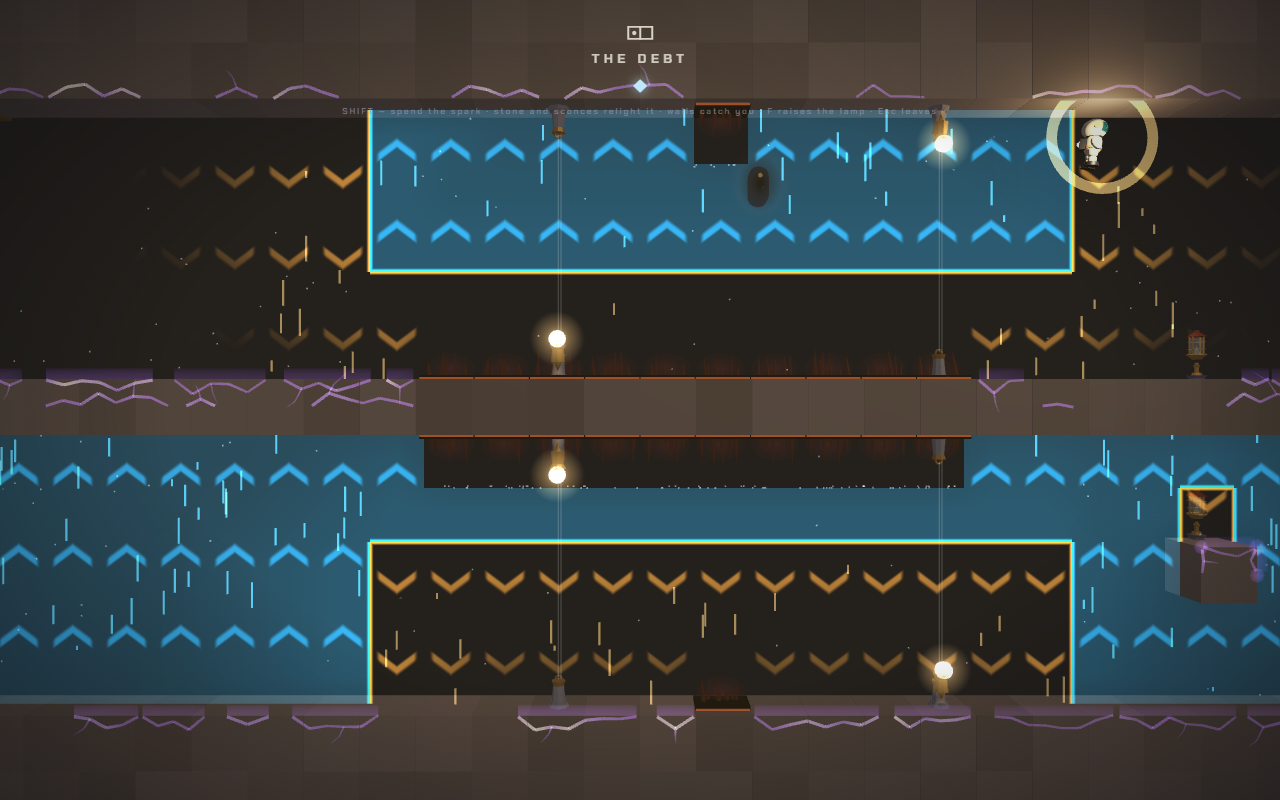 THE DEBT
SHIFT – spend the spark · stone and sconces relight it · walls catch you · F raises the lamp · Esc leaves